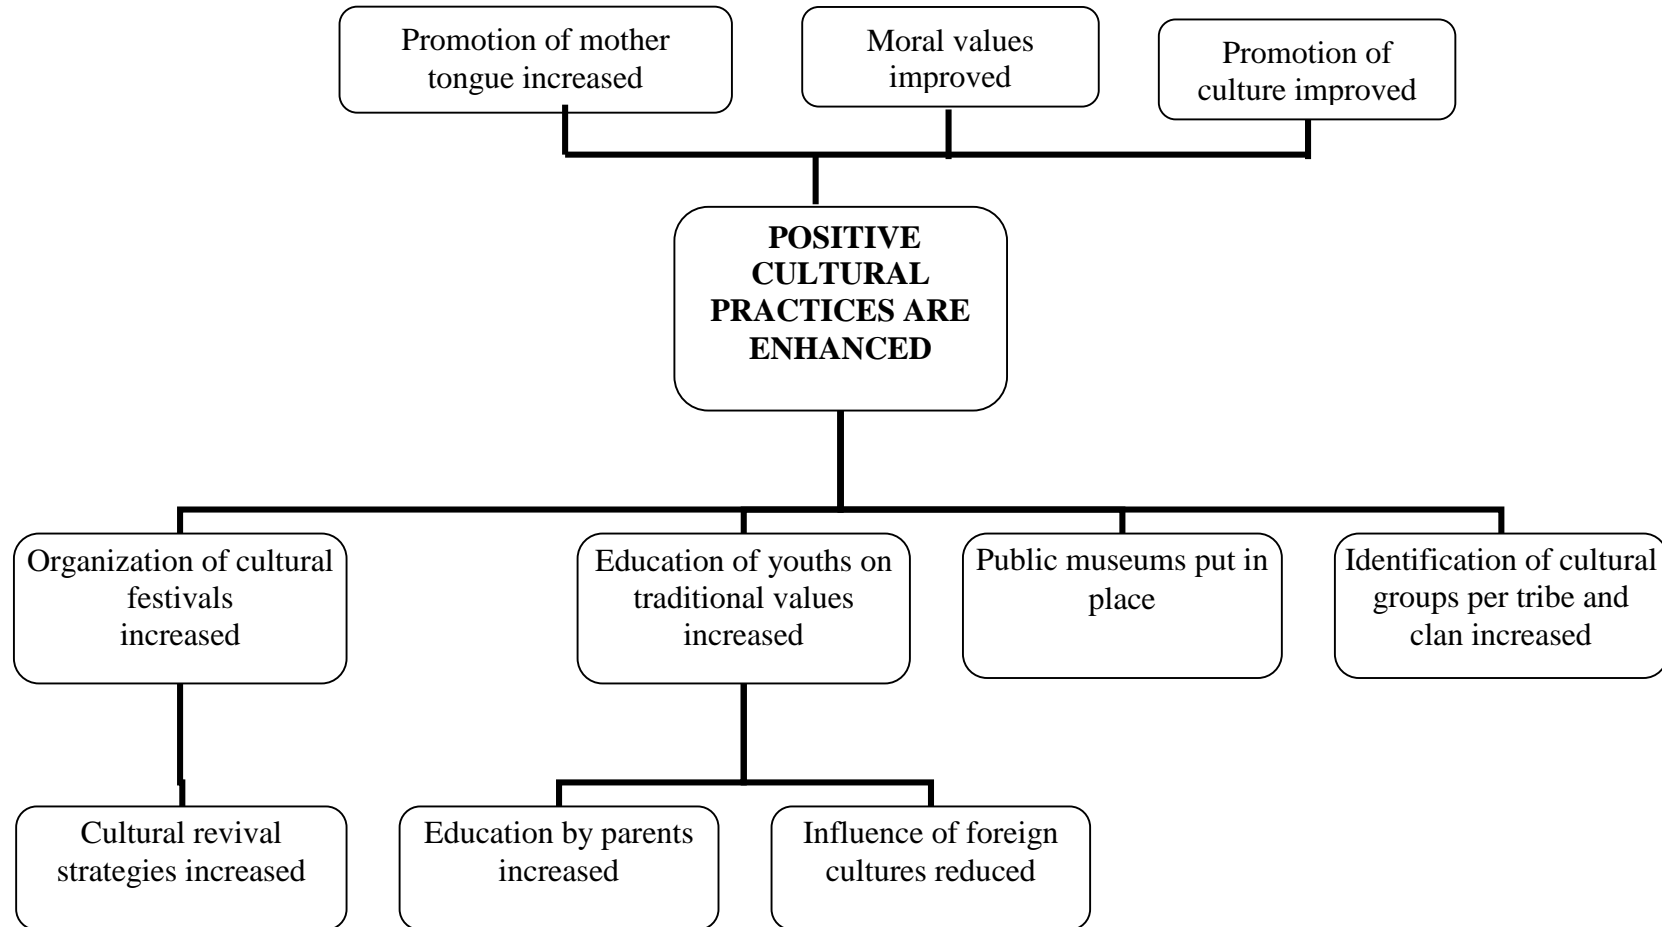 Promotion of mother
tongue increased
Moral values
improved
Promotion of
culture improved
POSITIVE
CULTURAL
PRACTICES ARE
ENHANCED
Organization of cultural
festivals
increased
Education of youths on
traditional values
increased
Public museums put in
place
Identification of cultural
groups per tribe and
clan increased
Cultural revival
strategies increased
Education by parents
increased
Influence of foreign
cultures reduced